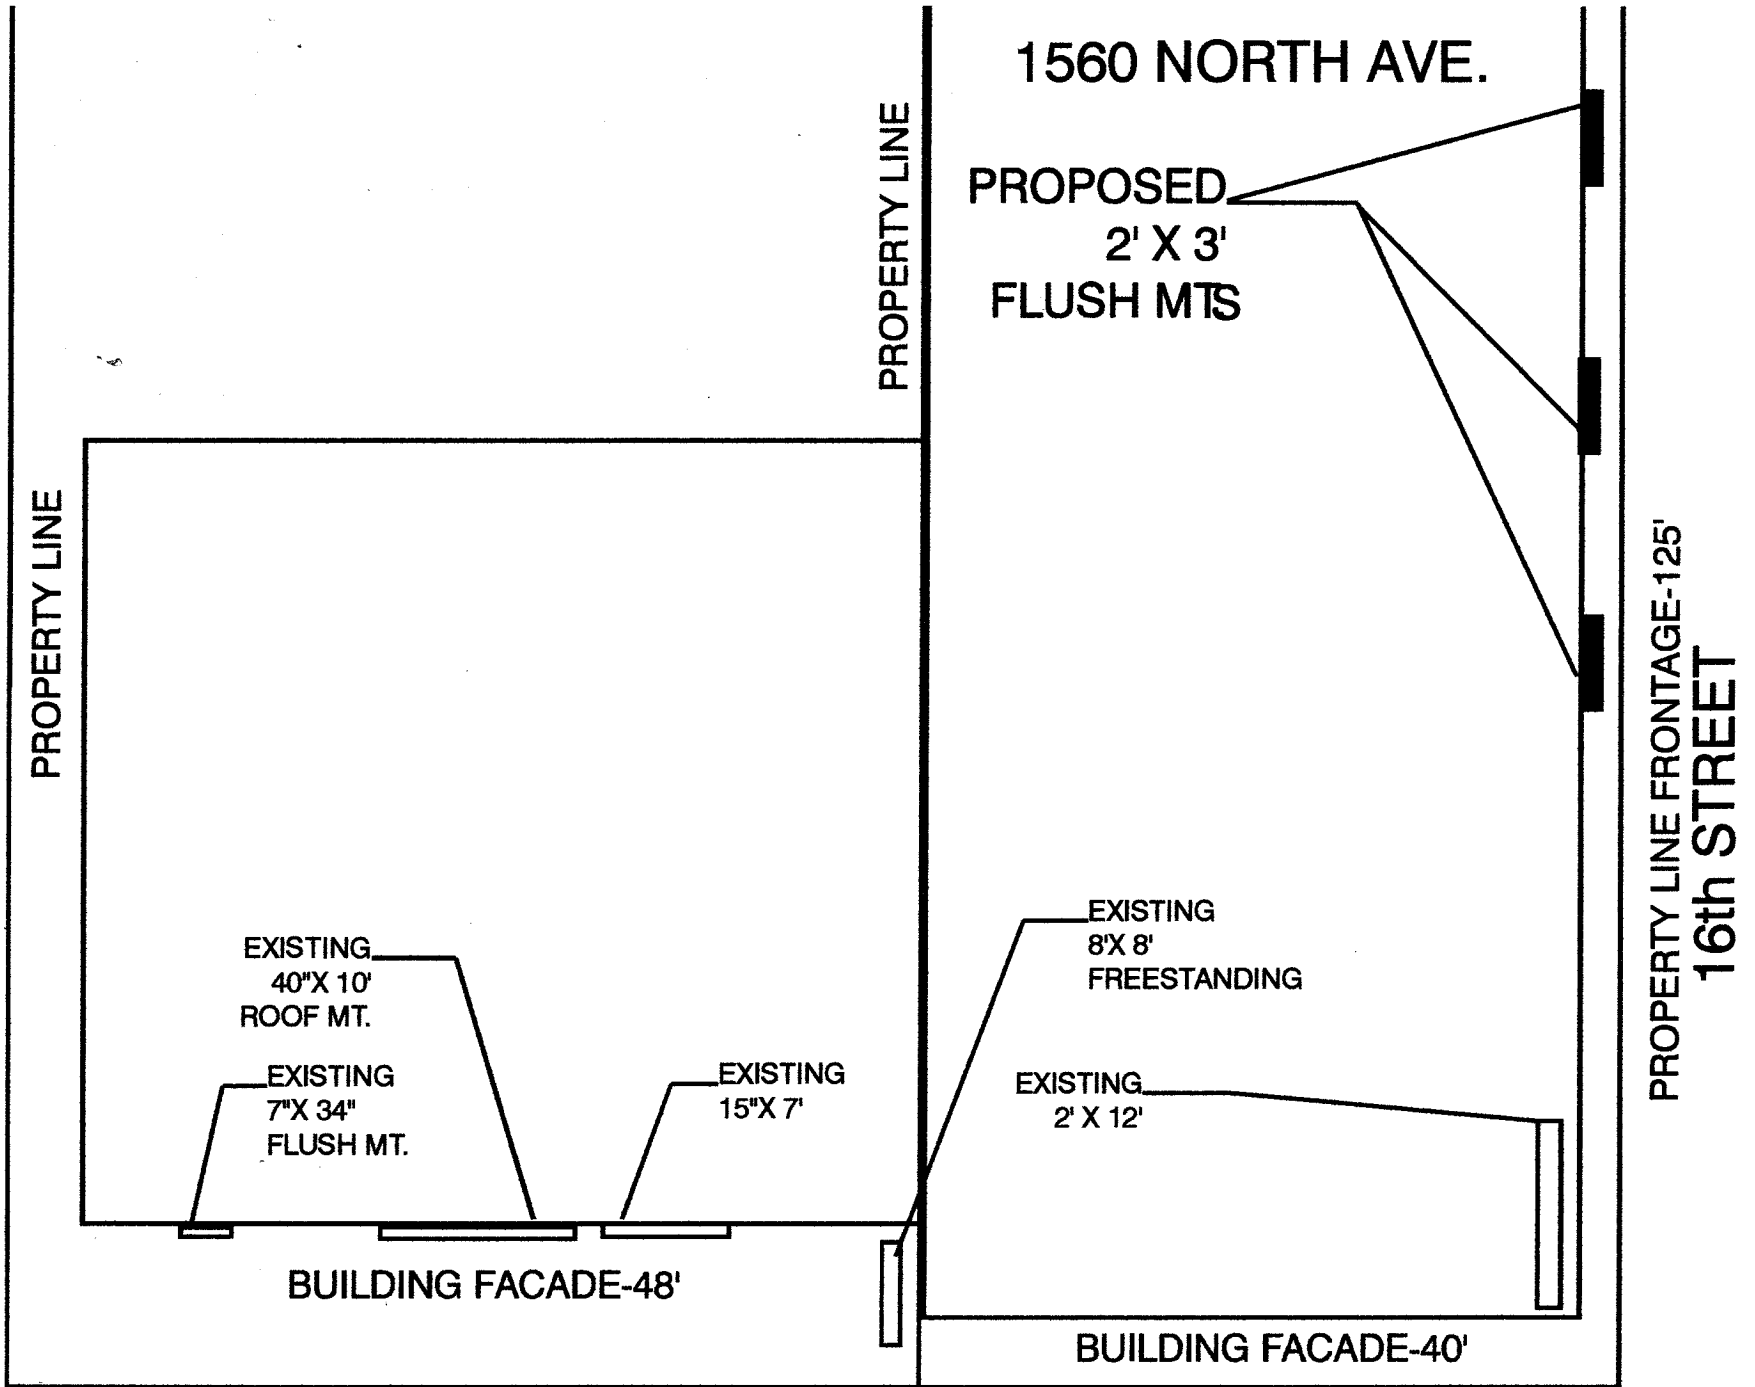 1560 NORTH AVE.
PROPERTY LINE
PROPOSED
2' X 3'
FLUSH MTS
PROPERTY LINE
PROPERTY LINE FRONTAGE-125'
16th STREET
EXISTING
8'X 8'
FREESTANDING
EXISTING
40"X 10'
ROOF MT.
EXISTING
7"X 34"
FLUSH MT.
EXISTING
15"X 7'
EXISTING
2' X 12'
BUILDING FACADE-48'
BUILDING FACADE-40'